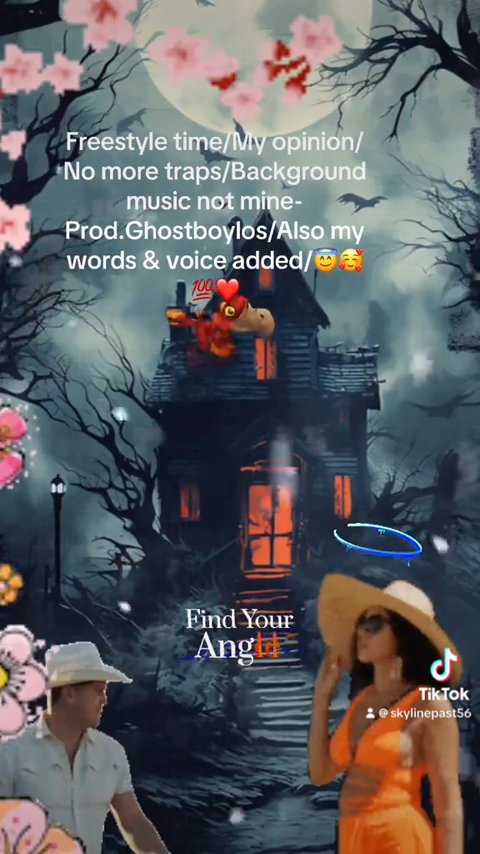 Freestyle time/My opinion/
No more traps/Background
music not mine-
Prod.Ghostboylos/Also my
words & voice added/😇🥰
💯❤️
Find Your
Ang
TikTok
@skylinepast56